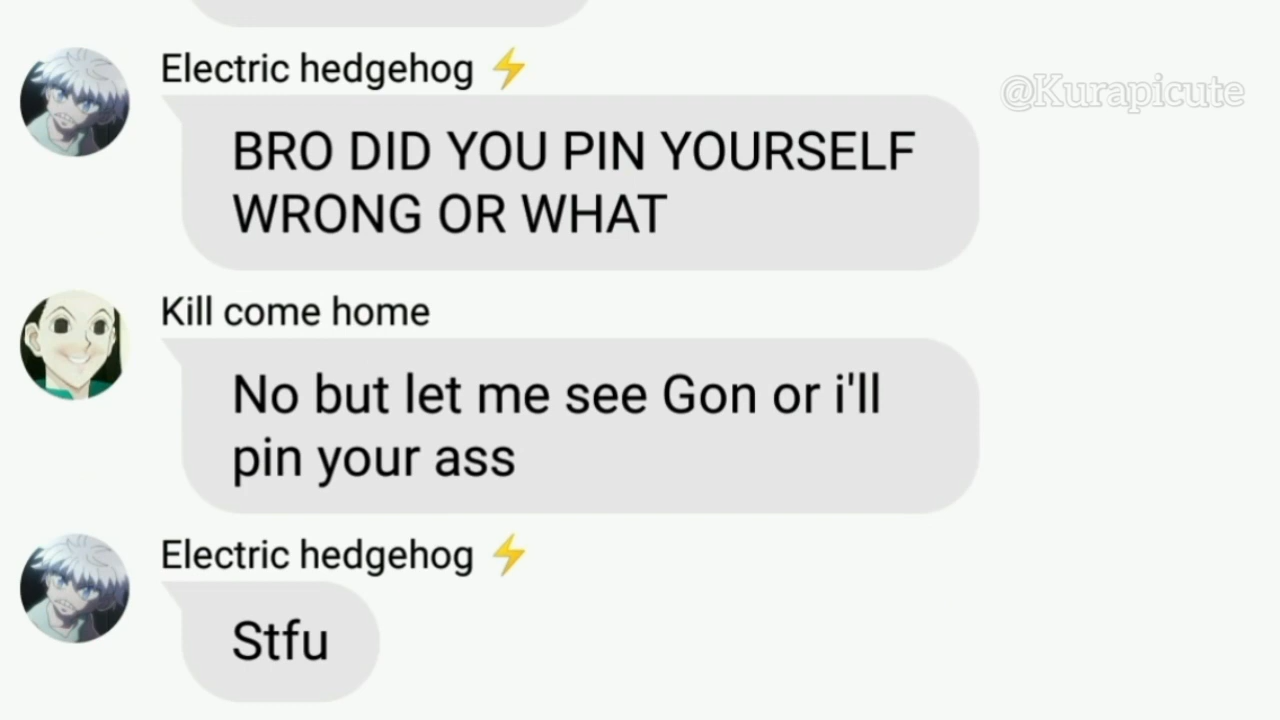 Electric hedgehog ⚡
@Kurapicute
BRO DID YOU PIN YOURSELF
WRONG OR WHAT
Kill come home
No but let me see Gon or i'll
pin your ass
Electric hedgehog ⚡
Stfu